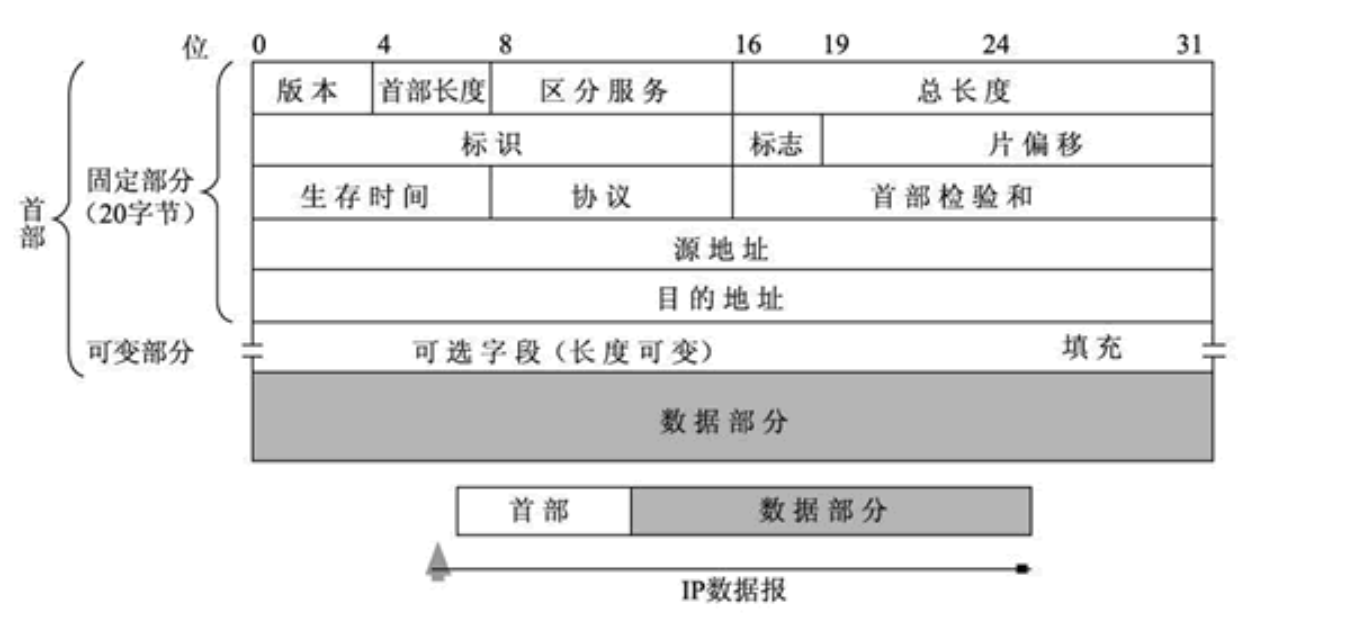 位 0 4 8 16 19 24 31
版本 首部长度 区分服务 总长度
标识 标志 片偏移
固定部分
(20字节)
首部
生存时间 协议 首部检验和
源地址
目的地址
可变部分 可选字段(长度可变) 填充
数据部分
首部 数据部分
IP数据报